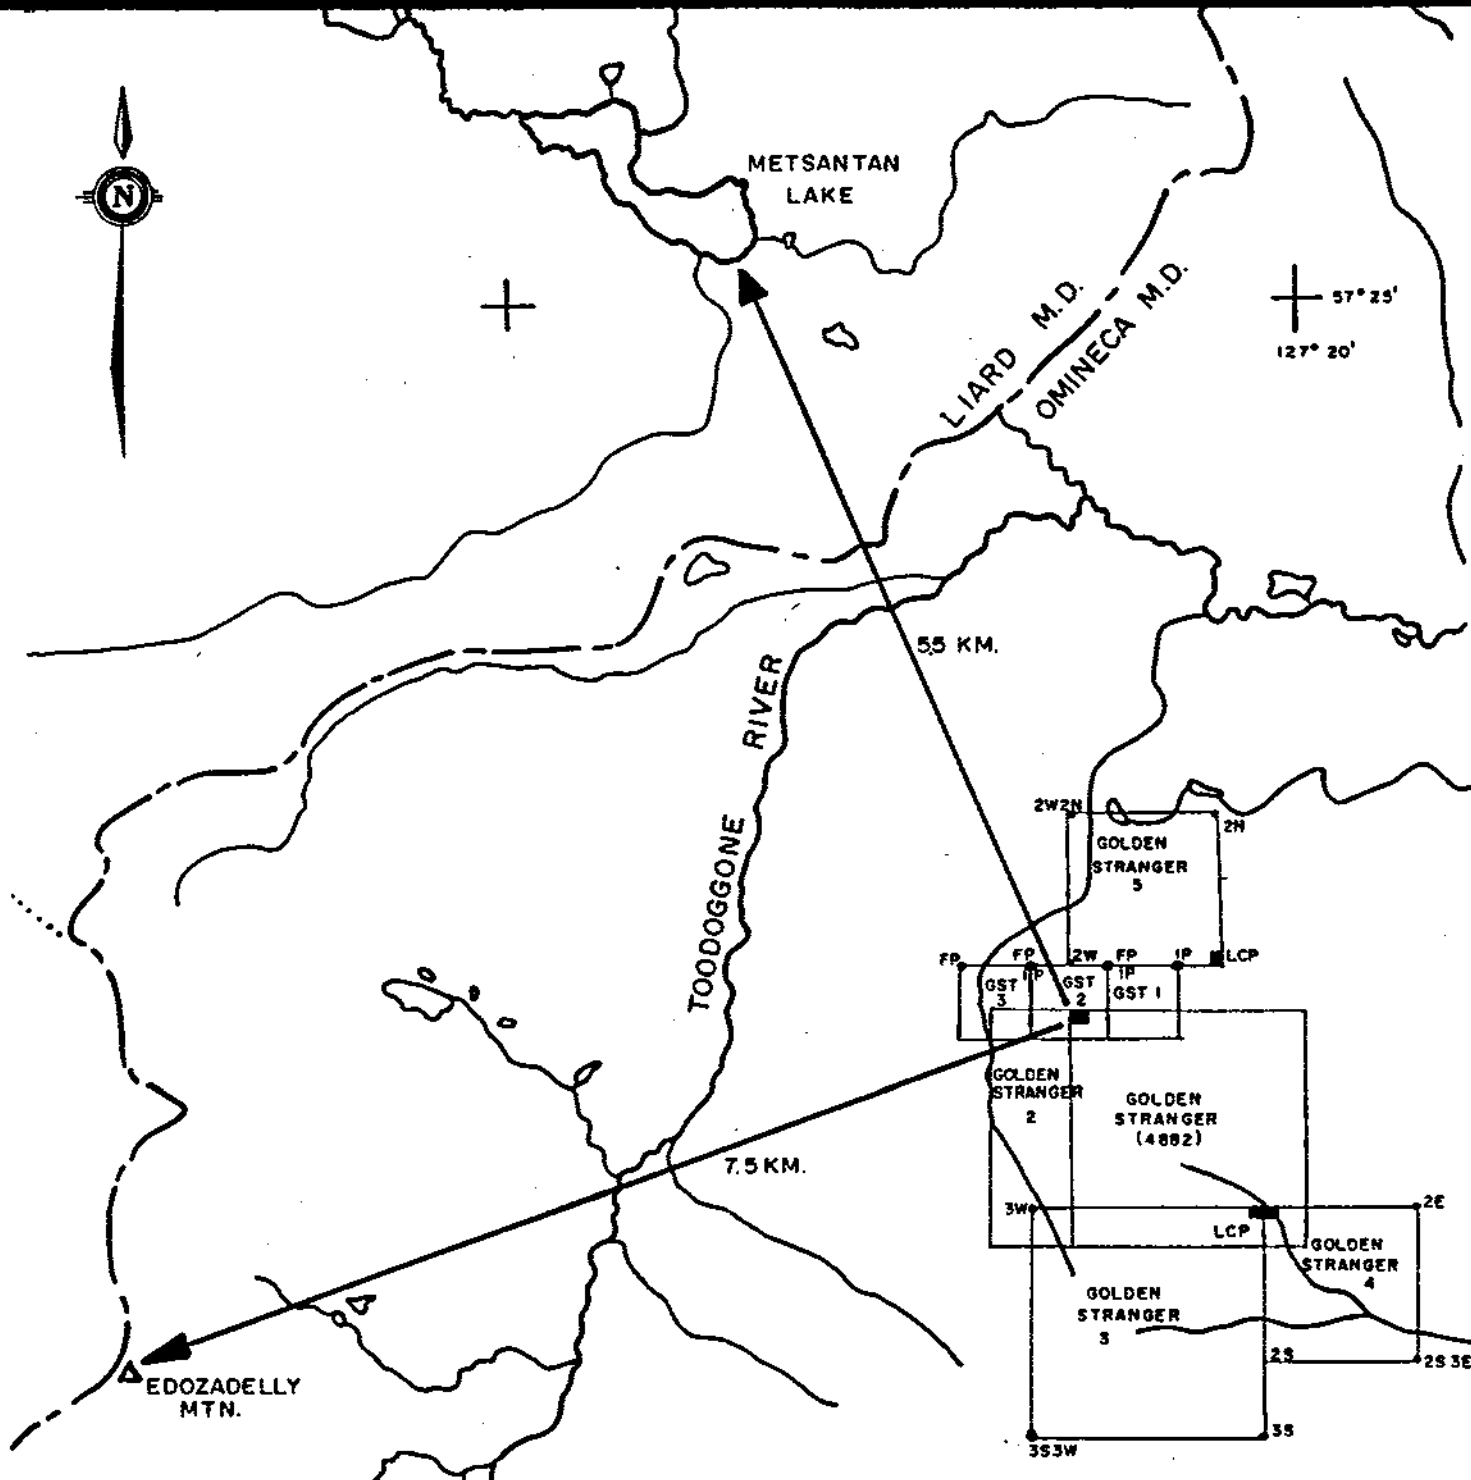 METSANTAN
LAKE
N
LIARD M.D.
OMINECA M.D.
57° 25'
127° 20'
5.5 KM.
RIVER
TOODOGGONE
2W2N
2N
GOLDEN
STRANGER
5
FP
FP
1P
2W
FP
1P
1P
LCP
GST
3
GST
2
GST 1
GOLDEN
STRANGER
2
GOLDEN
STRANGER
(4882)
7.5 KM.
3W
2E
LCP
GOLDEN
STRANGER
4
GOLDEN
STRANGER
3
2S
2S 3E
3S
3S3W
EDOZADELLY
MTN.